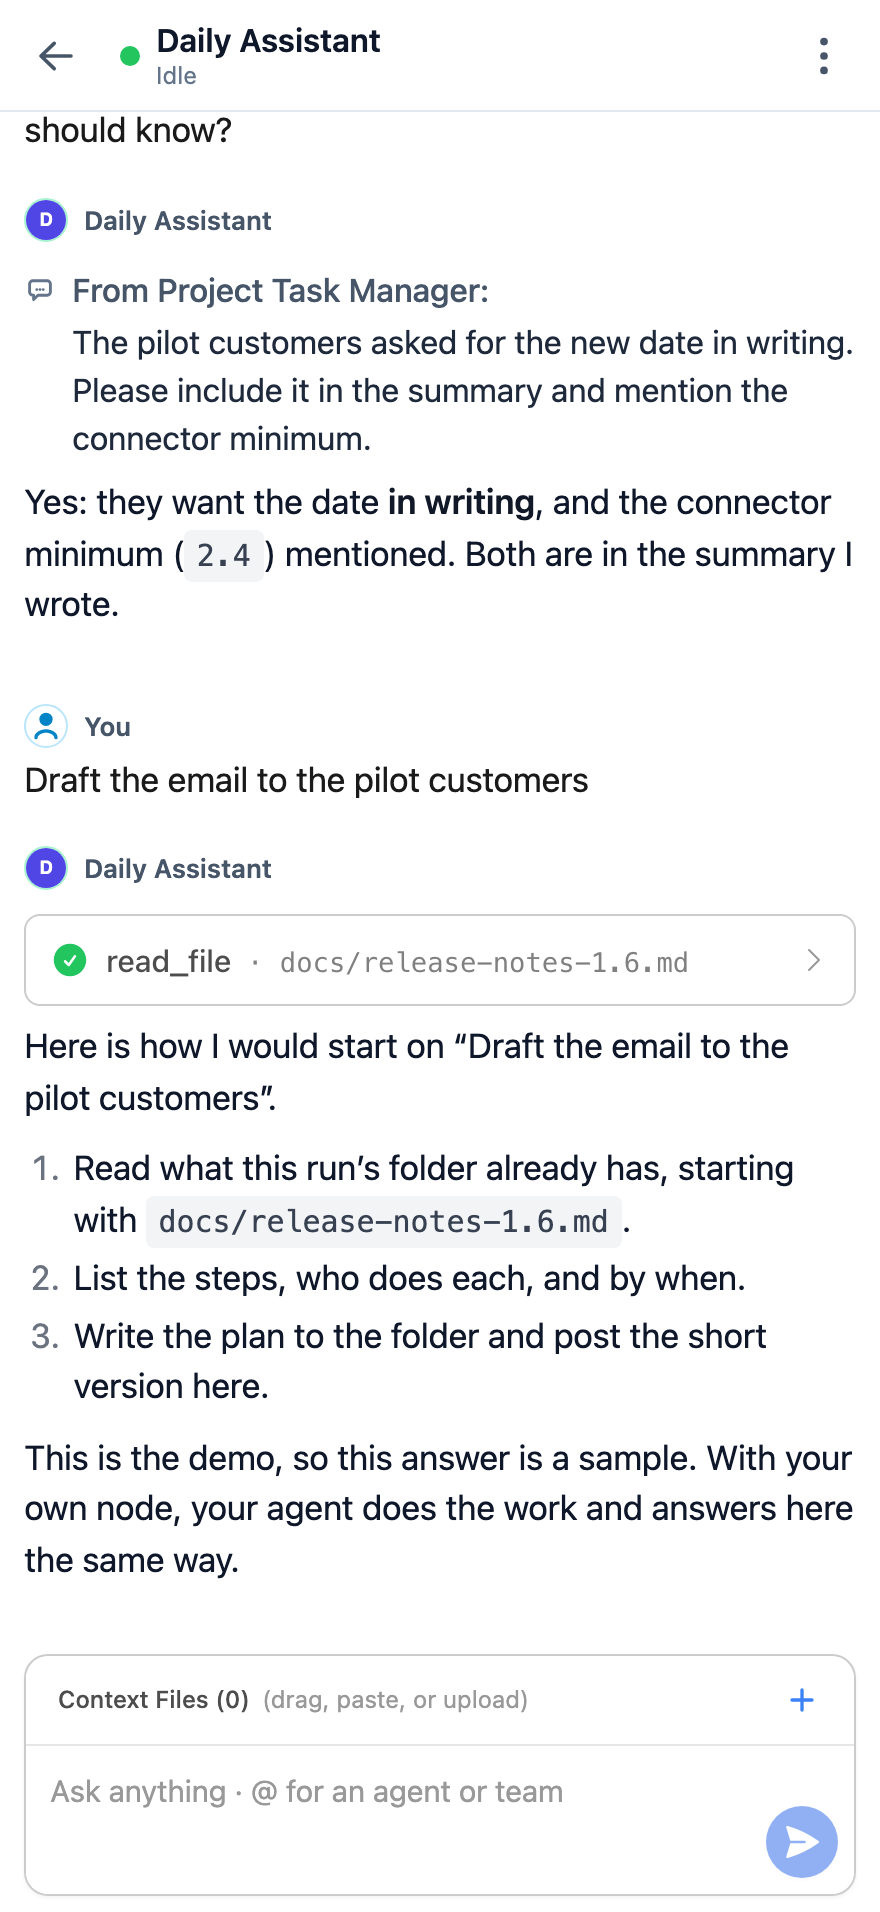 Daily Assistant
Idle
should know?
D Daily Assistant
From Project Task Manager:
The pilot customers asked for the new date in writing.
Please include it in the summary and mention the
connector minimum.
Yes: they want the date in writing, and the connector
minimum ( 2.4 ) mentioned. Both are in the summary I
wrote.
You
Draft the email to the pilot customers
D Daily Assistant
read_file · docs/release-notes-1.6.md
Here is how I would start on “Draft the email to the
pilot customers”.
1. Read what this run’s folder already has, starting
with docs/release-notes-1.6.md .
2. List the steps, who does each, and by when.
3. Write the plan to the folder and post the short
version here.
This is the demo, so this answer is a sample. With your
own node, your agent does the work and answers here
the same way.
Context Files (0) (drag, paste, or upload)
Ask anything · @ for an agent or team